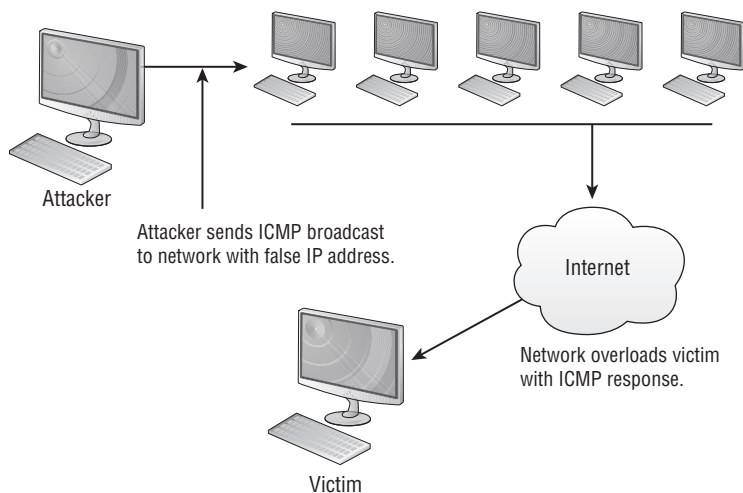 Attacker
Attacker sends ICMP broadcast
to network with false IP address.
Internet
Network overloads victim
with ICMP response.
Victim